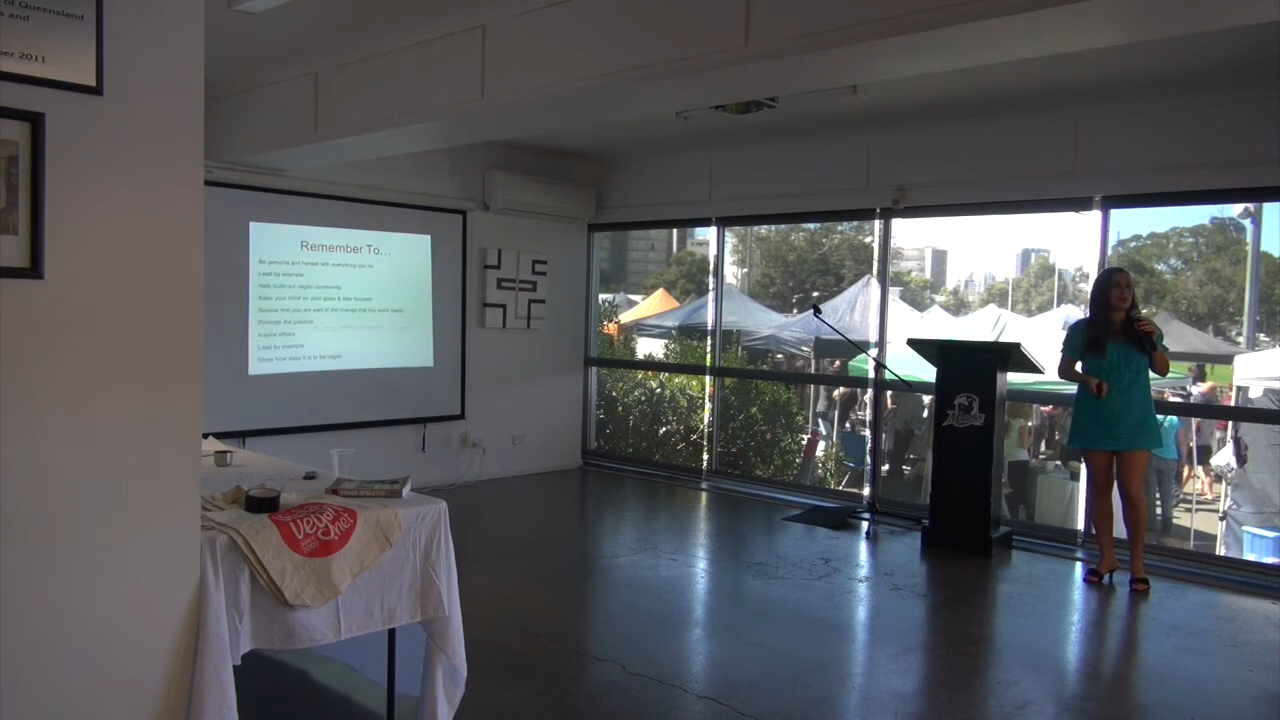 of Queensland
s and
ber 2011
Remember To…
Be genuine and honest with everything you do
Lead by example
Help build our vegan community
Keep your mind on your goals & stay focused
Believe that you are part of the change that this world needs
Promote the positive
Inspire others
Lead by example
Show how easy it is to be vegan
vegan
.net
since